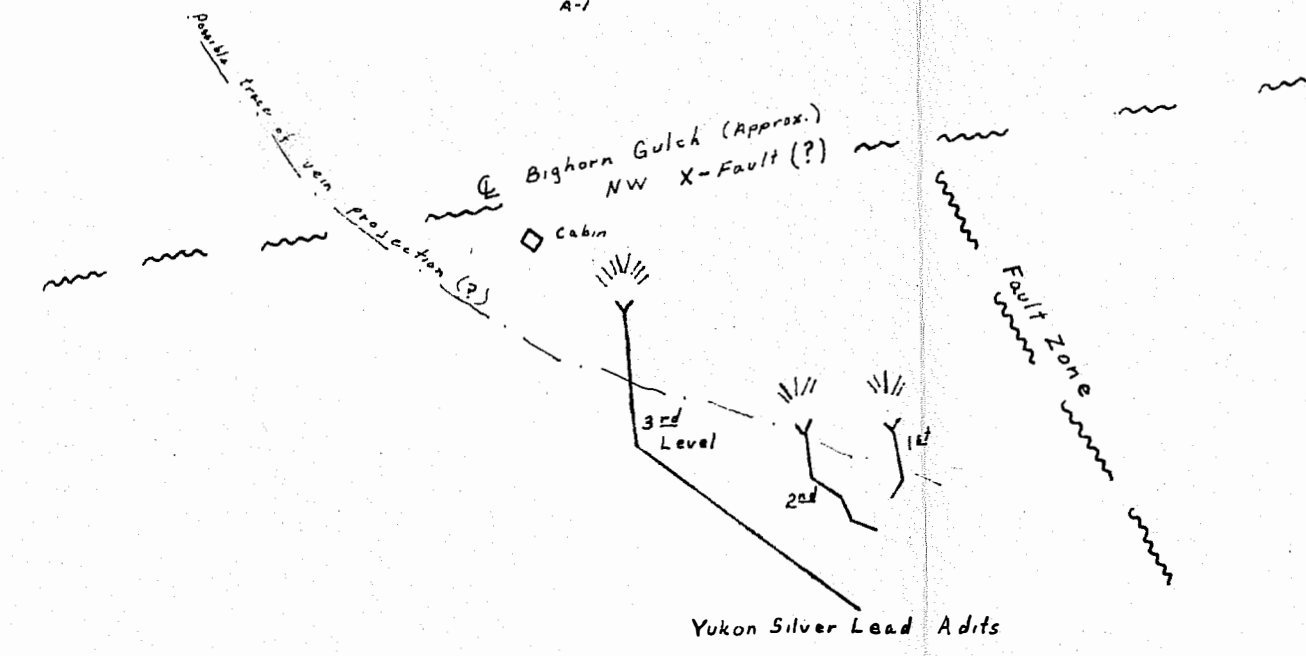 A-1
Possible trace of vein projection (?)
℄ Bighorn Gulch (Approx.)
NW X-Fault (?)
Cabin
Fault Zone
3rd
Level
2nd
1st
Yukon Silver Lead Adits